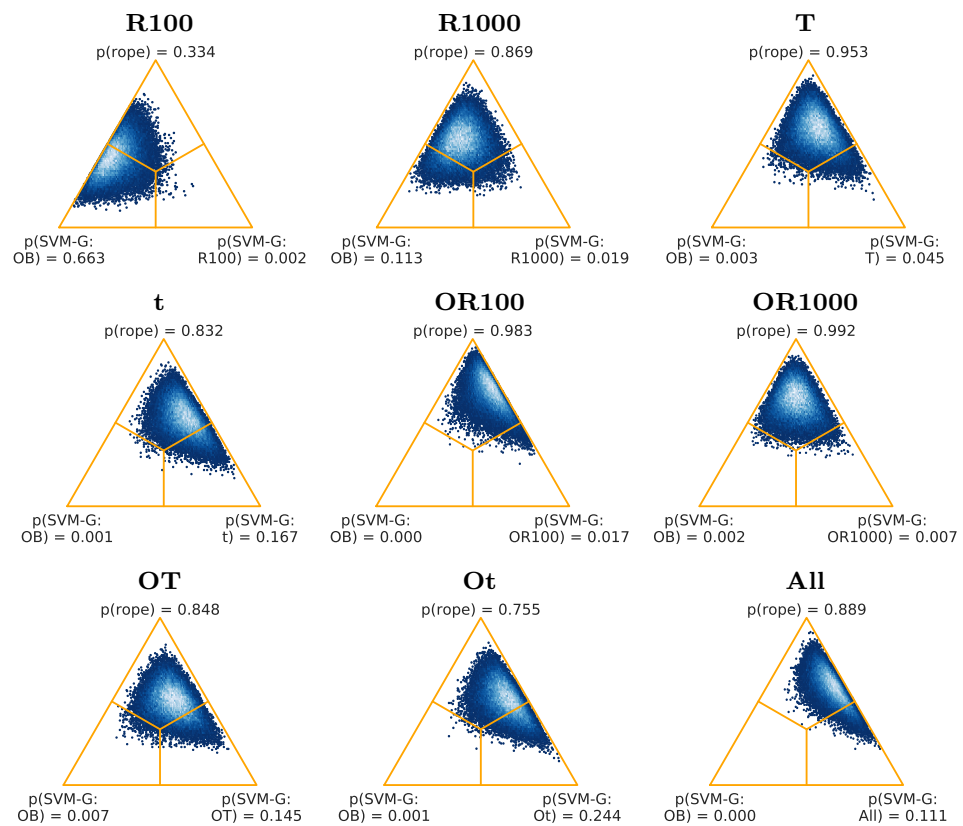 R100
p(rope) = 0.334
p(SVM-G:
OB) = 0.663
p(SVM-G:
R100) = 0.002
R1000
p(rope) = 0.869
p(SVM-G:
OB) = 0.113
p(SVM-G:
R1000) = 0.019
T
p(rope) = 0.953
p(SVM-G:
OB) = 0.003
p(SVM-G:
T) = 0.045
t
p(rope) = 0.832
p(SVM-G:
OB) = 0.001
p(SVM-G:
t) = 0.167
OR100
p(rope) = 0.983
p(SVM-G:
OB) = 0.000
p(SVM-G:
OR100) = 0.017
OR1000
p(rope) = 0.992
p(SVM-G:
OB) = 0.002
p(SVM-G:
OR1000) = 0.007
OT
p(rope) = 0.848
p(SVM-G:
OB) = 0.007
p(SVM-G:
OT) = 0.145
Ot
p(rope) = 0.755
p(SVM-G:
OB) = 0.001
p(SVM-G:
Ot) = 0.244
All
p(rope) = 0.889
p(SVM-G:
OB) = 0.000
p(SVM-G:
All) = 0.111